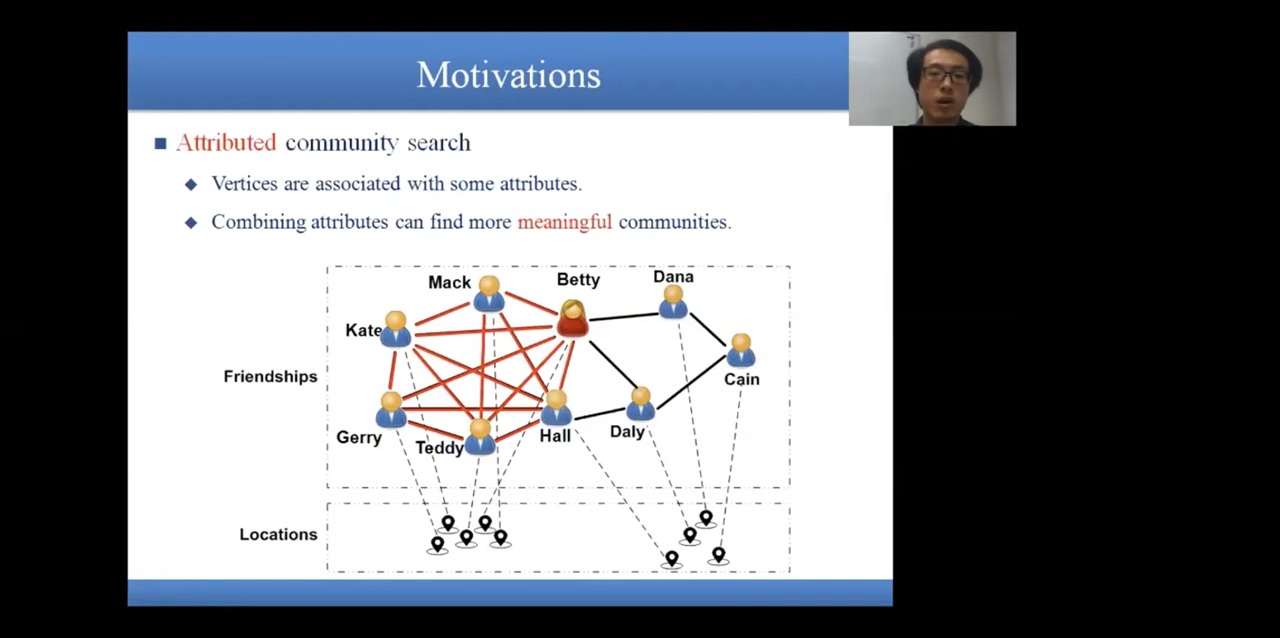 Motivations
Attributed community search
Vertices are associated with some attributes.
Combining attributes can find more meaningful communities.
Mack
Betty
Dana
Kate
Friendships
Cain
Gerry
Teddy
Hall
Daly
Locations